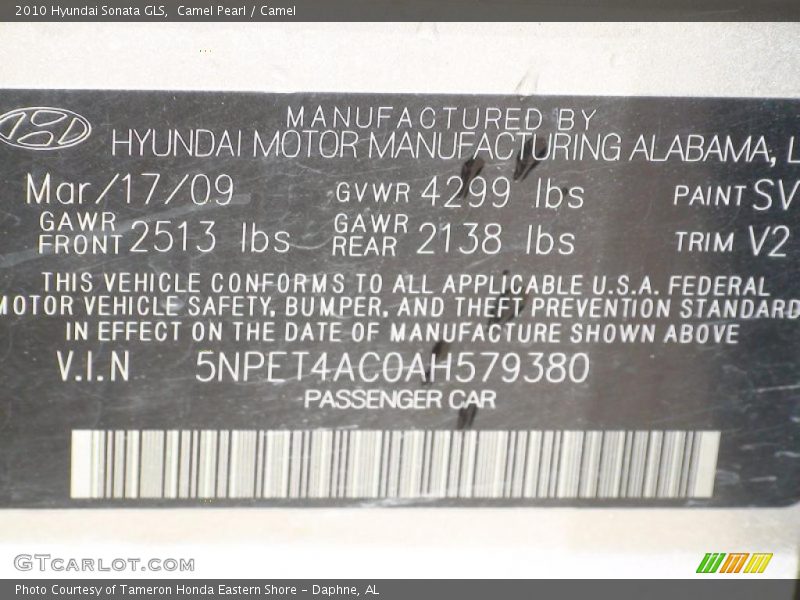 2010 Hyundai Sonata GLS, Camel Pearl / Camel
MANUFACTURED BY
HYUNDAI MOTOR MANUFACTURING ALABAMA, L
Mar/17/09 GVWR 4299 lbs PAINT SV
GAWR FRONT 2513 lbs GAWR REAR 2138 lbs TRIM V2
THIS VEHICLE CONFORMS TO ALL APPLICABLE U.S.A. FEDERAL
MOTOR VEHICLE SAFETY, BUMPER, AND THEFT PREVENTION STANDARD
IN EFFECT ON THE DATE OF MANUFACTURE SHOWN ABOVE
V.I.N 5NPET4AC0AH579380
PASSENGER CAR
GTCARLOT.COM
Photo Courtesy of Tameron Honda Eastern Shore - Daphne, AL